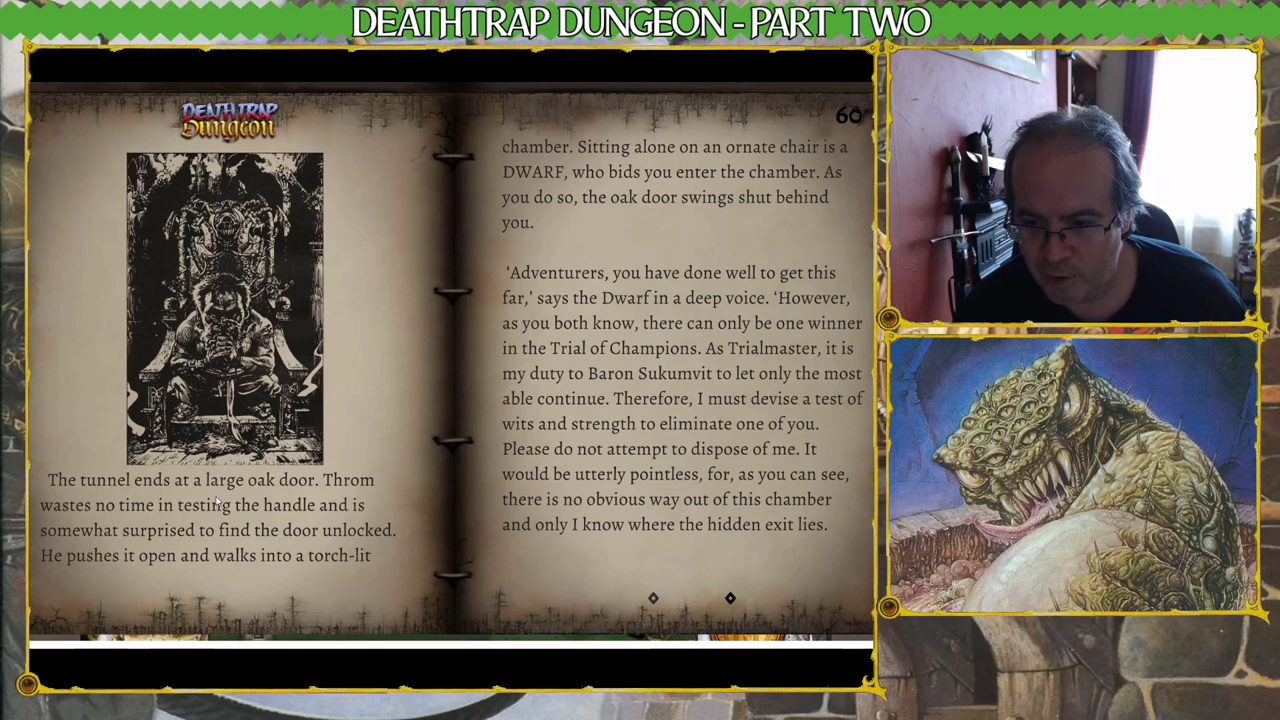 DEATHTRAP DUNGEON - PART TWO
DEATHTRAP
Dungeon
The tunnel ends at a large oak door. Throm
wastes no time in testing the handle and is
somewhat surprised to find the door unlocked.
He pushes it open and walks into a torch-lit
60
chamber. Sitting alone on an ornate chair is a
DWARF, who bids you enter the chamber. As
you do so, the oak door swings shut behind
you.
‘Adventurers, you have done well to get this
far,’ says the Dwarf in a deep voice. ‘However,
as you both know, there can only be one winner
in the Trial of Champions. As Trialmaster, it is
my duty to Baron Sukumvit to let only the most
able continue. Therefore, I must devise a test of
wits and strength to eliminate one of you.
Please do not attempt to dispose of me. It
would be utterly pointless, for, as you can see,
there is no obvious way out of this chamber
and only I know where the hidden exit lies.